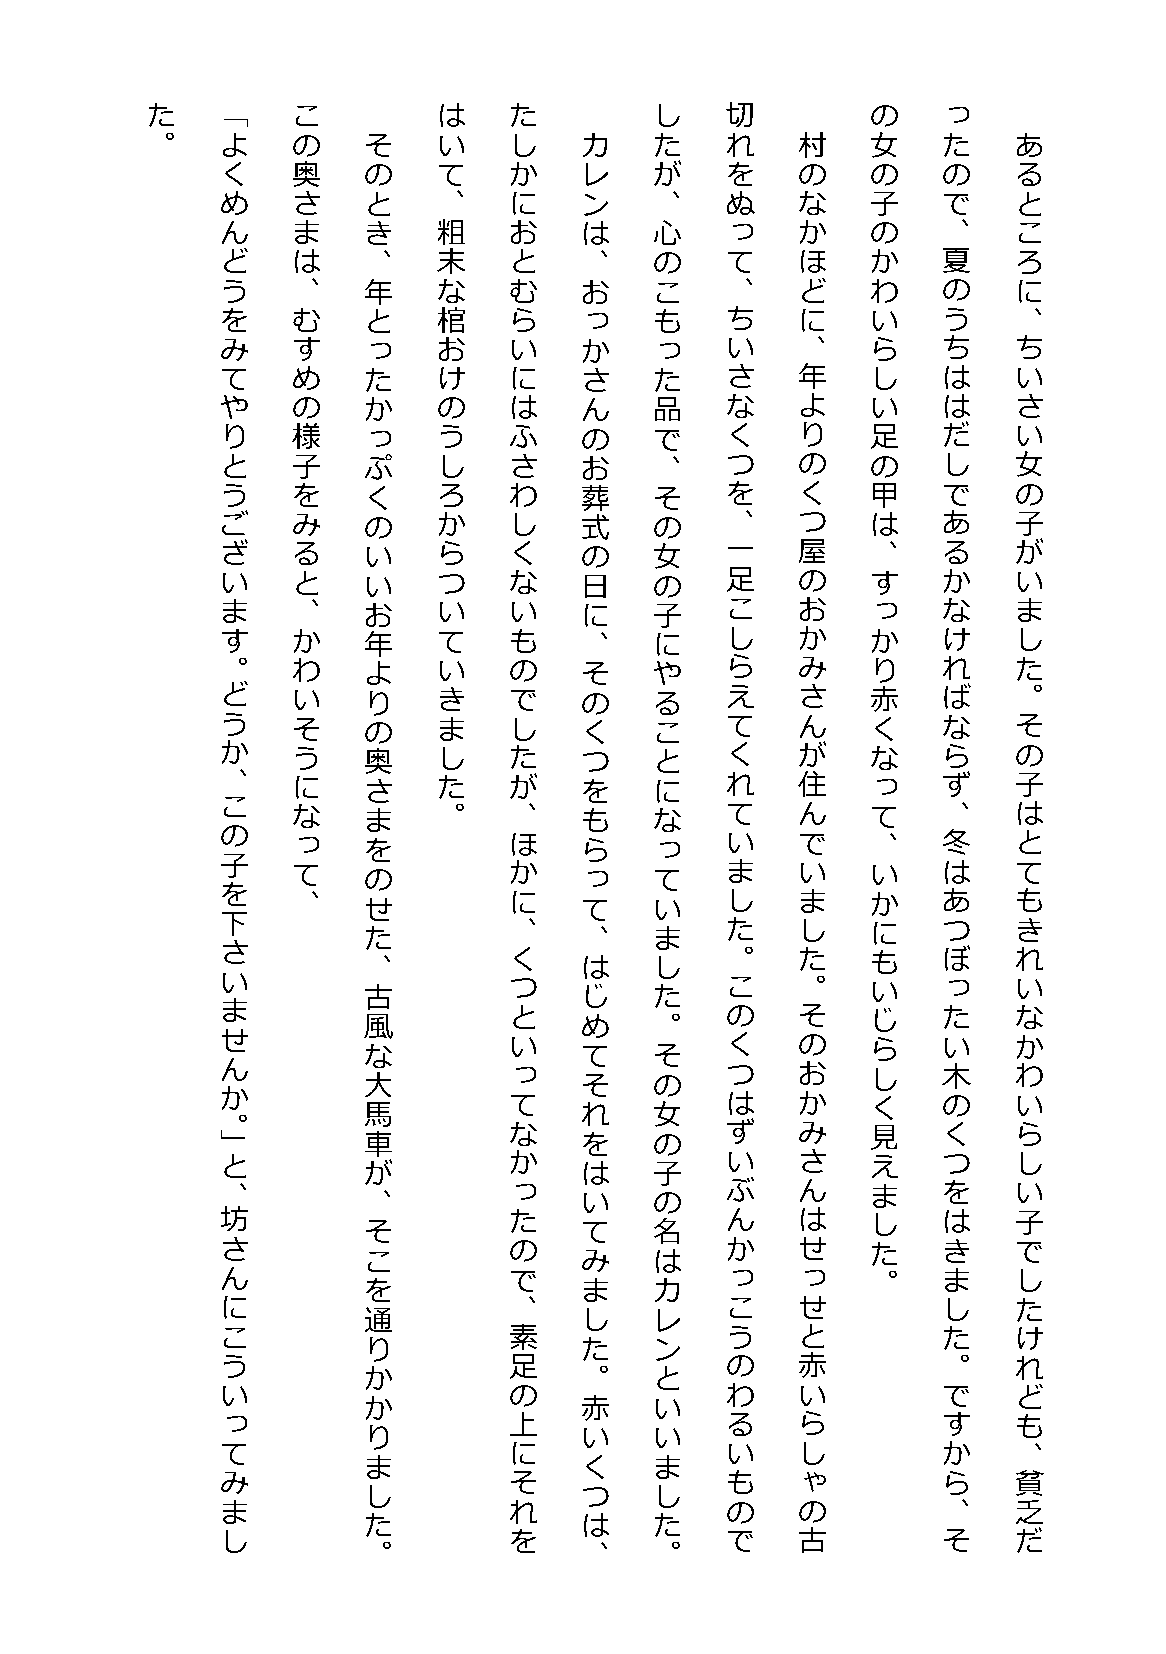 あるところに、ちいさい女の子がいました。その子はとてもきれいなかわいらしい子でしたけれども、貧乏だ
ったので、夏のうちははだしであるかなければならず、冬はあつぼったい木のくつをはきました。ですから、そ
の女の子のかわいらしい足の甲は、すっかり赤くなって、いかにもいじらしく見えました。
　村のなかほどに、年よりのくつ屋のおかみさんが住んでいました。そのおかみさんはせっせと赤いらしゃの古
切れをぬって、ちいさなくつを、一足こしらえてくれていました。このくつはずいぶんかっこうのわるいもので
したが、心のこもった品で、その女の子にやることになっていました。その女の子の名はカレンといいました。
　カレンは、おっかさんのお葬式の日に、そのくつをもらって、はじめてそれをはいてみました。赤いくつは、
たしかにおとむらいにはふさわしくないものでしたが、ほかに、くつといってなかったので、素足の上にそれを
はいて、粗末な棺おけのうしろからついていきました。
　そのとき、年とったかっぷくのいいお年よりの奥さまをのせた、古風な大馬車が、そこを通りかかりました。
この奥さまは、むすめの様子をみると、かわいそうになって、
「よくめんどうをみてやりとうございます。どうか、この子を下さいませんか。」と、坊さんにこういってみまし
た。